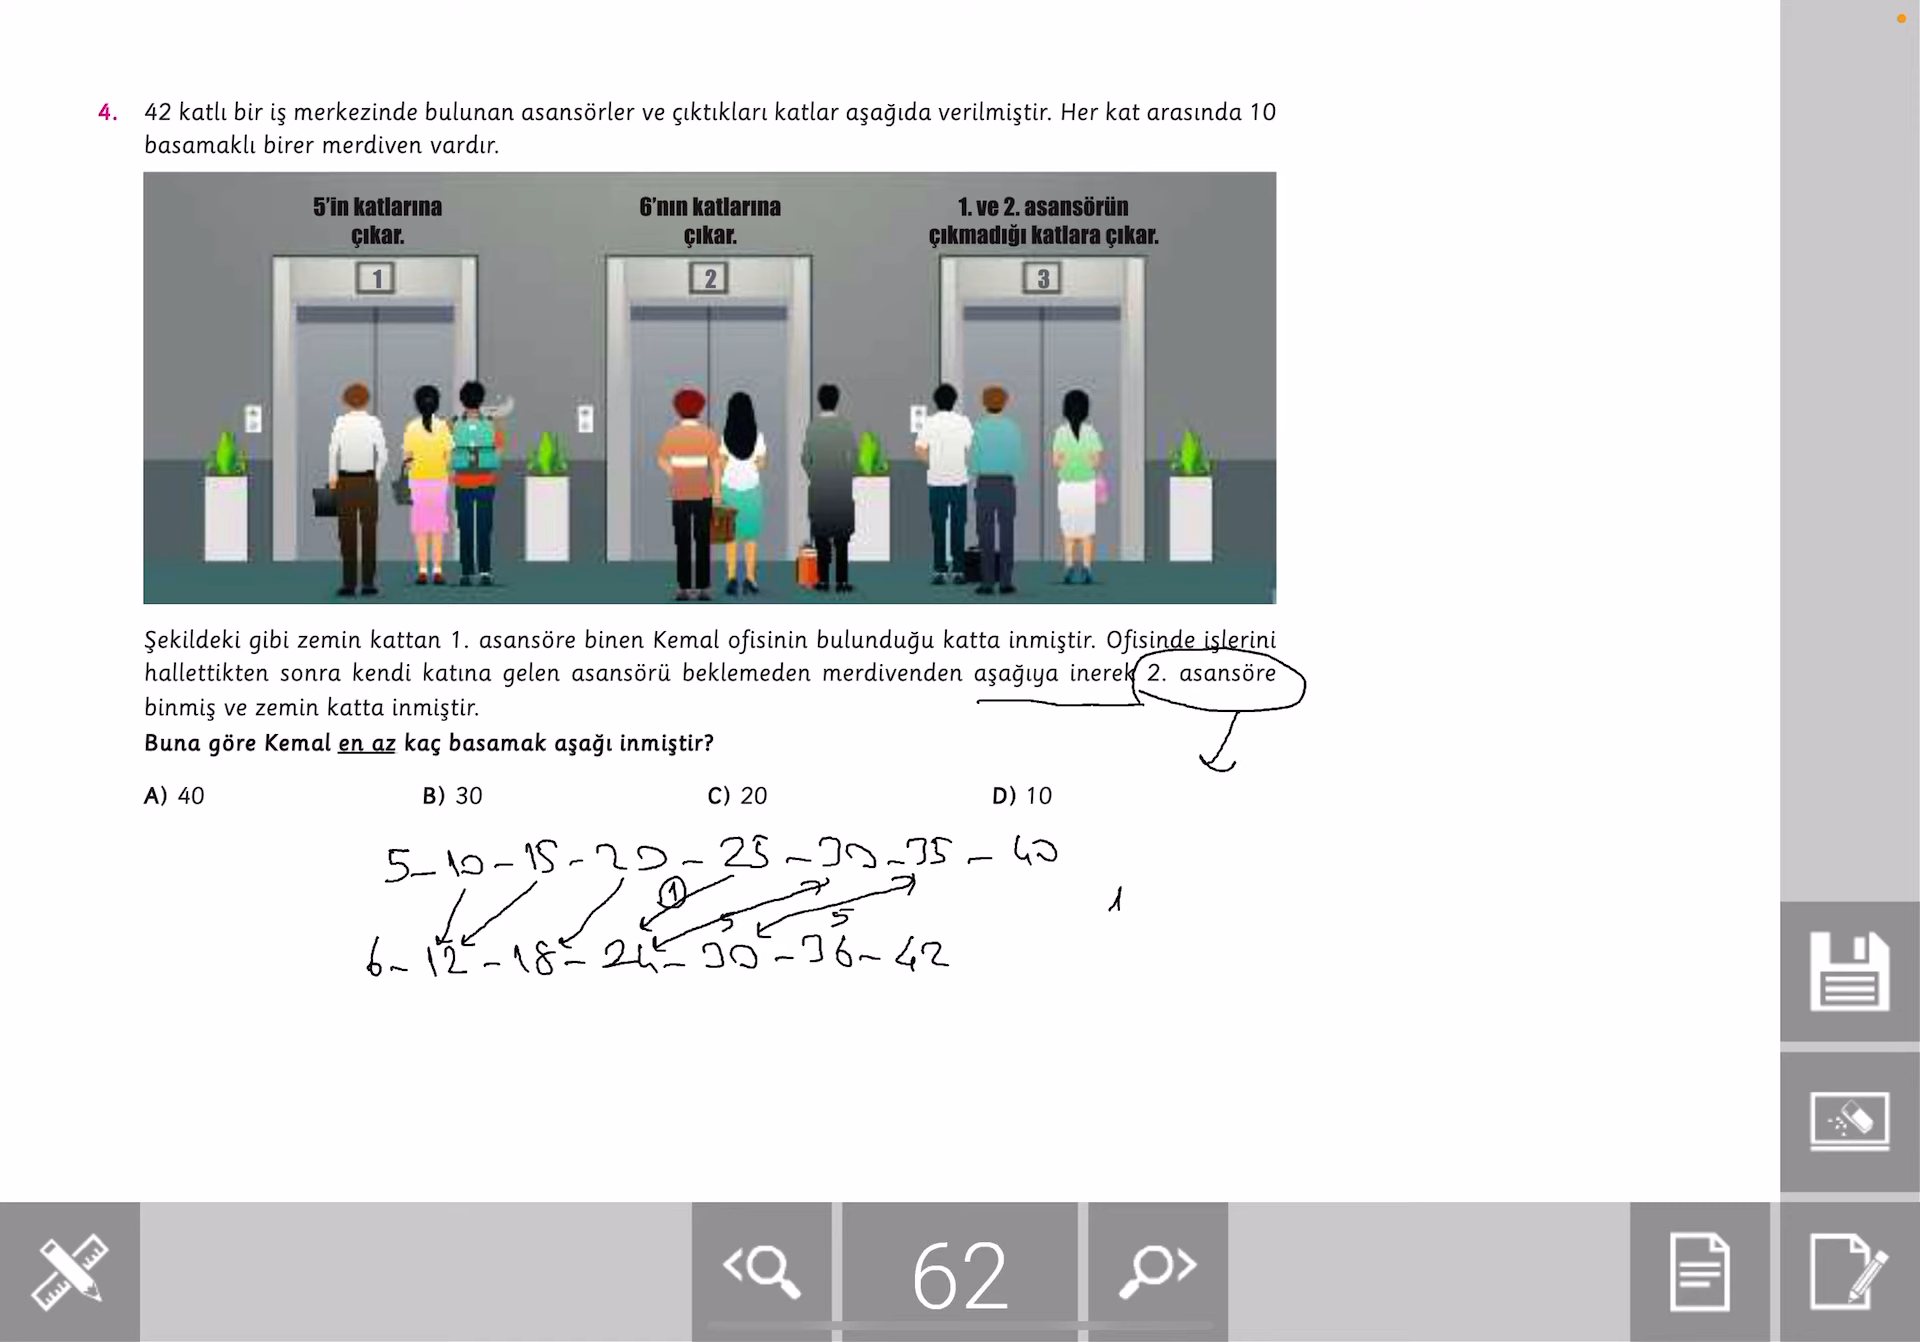 4. 42 katlı bir iş merkezinde bulunan asansörler ve çıktıkları katlar aşağıda verilmiştir. Her kat arasında 10
basamaklı birer merdiven vardır.
5'in katlarına
çıkar.
6'nın katlarına
çıkar.
1. ve 2. asansörün
çıkmadığı katlara çıkar.
1
2
3
Şekildeki gibi zemin kattan 1. asansöre binen Kemal ofisinin bulunduğu katta inmiştir. Ofisinde işlerini
hallettikten sonra kendi katına gelen asansörü beklemeden merdivenden aşağıya inerek 2. asansöre
binmiş ve zemin katta inmiştir.
Buna göre Kemal en az kaç basamak aşağı inmiştir?
A) 40 B) 30 C) 20 D) 10
5-10-15-20-25-30-35-40
1
1
5 5
6-12-18-24-30-36-42
62